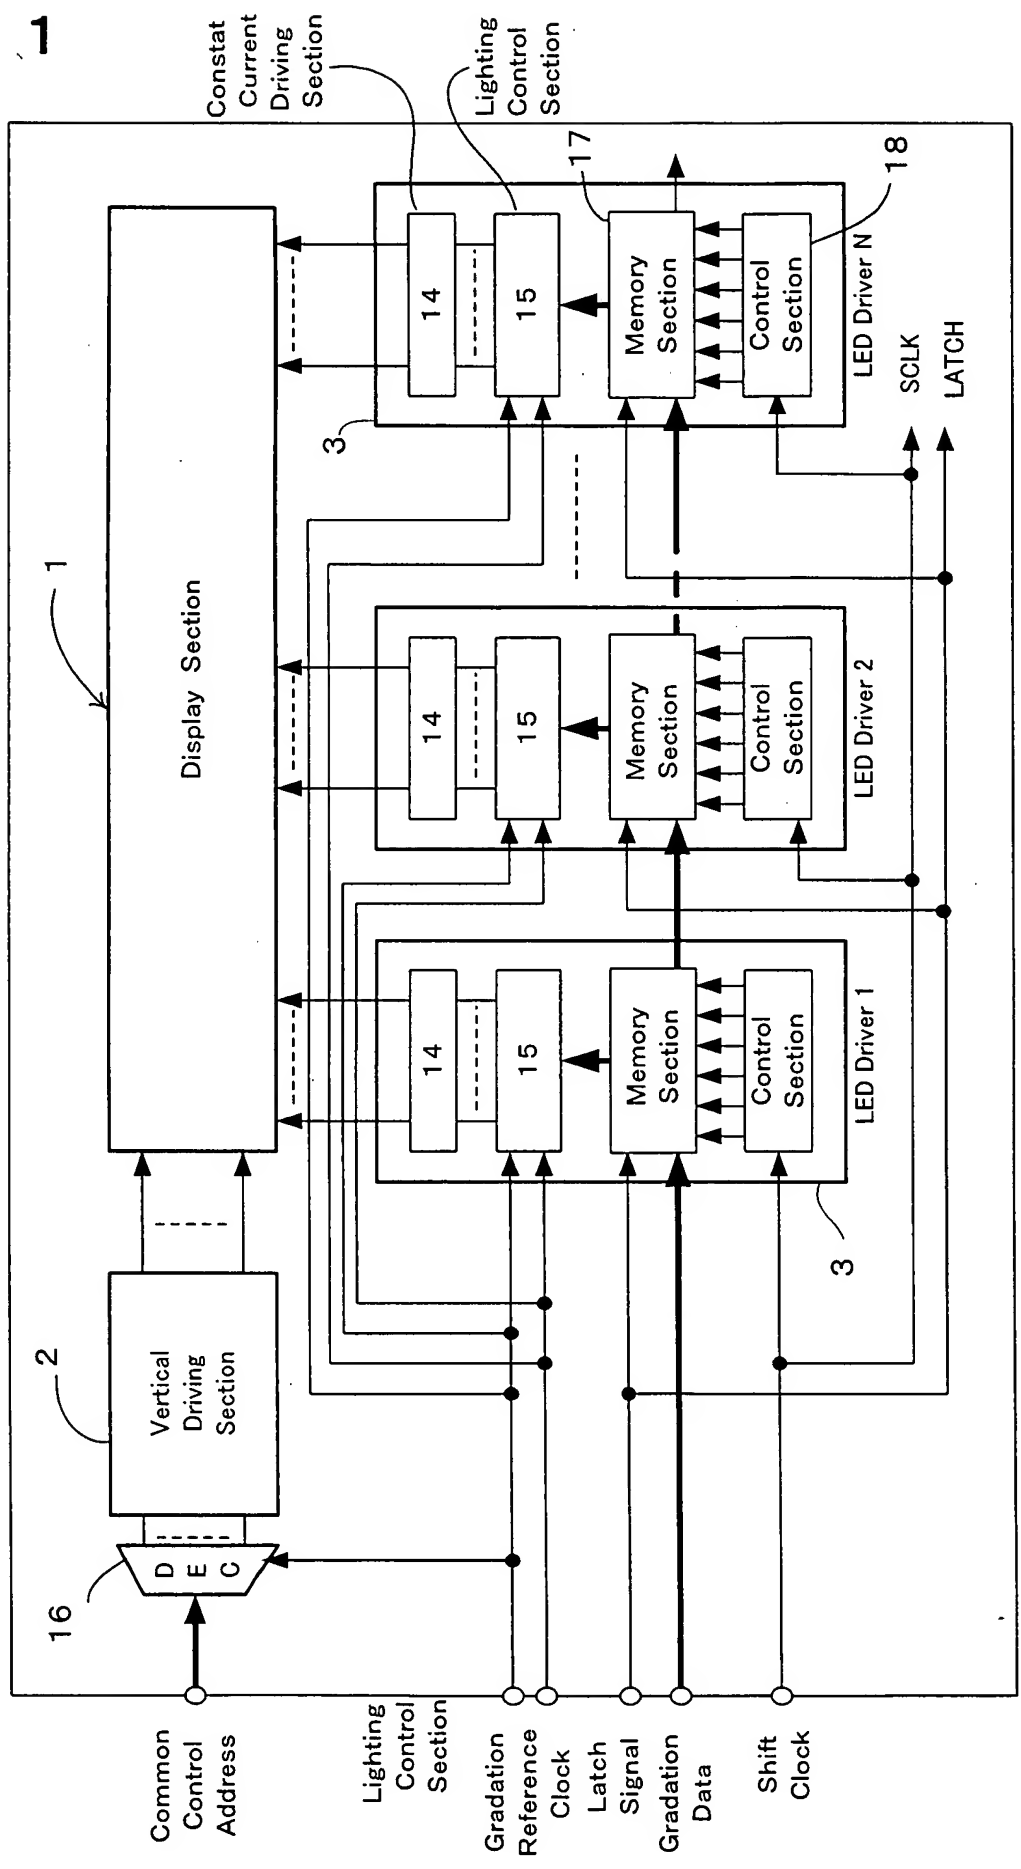 1
Constat
Current
Driving
Section
Lighting
Control
Section
1
Display Section
2
Vertical
Driving
Section
16
D
E
C
17
18
3
14
15
Memory
Section
Control
Section
LED Driver N
14
15
Memory
Section
Control
Section
LED Driver 2
14
15
Memory
Section
Control
Section
LED Driver 1
3
SCLK
LATCH
Common
Control
Address
Lighting
Control
Section
Gradation
Reference
Clock
Latch
Signal
Gradation
Data
Shift
Clock